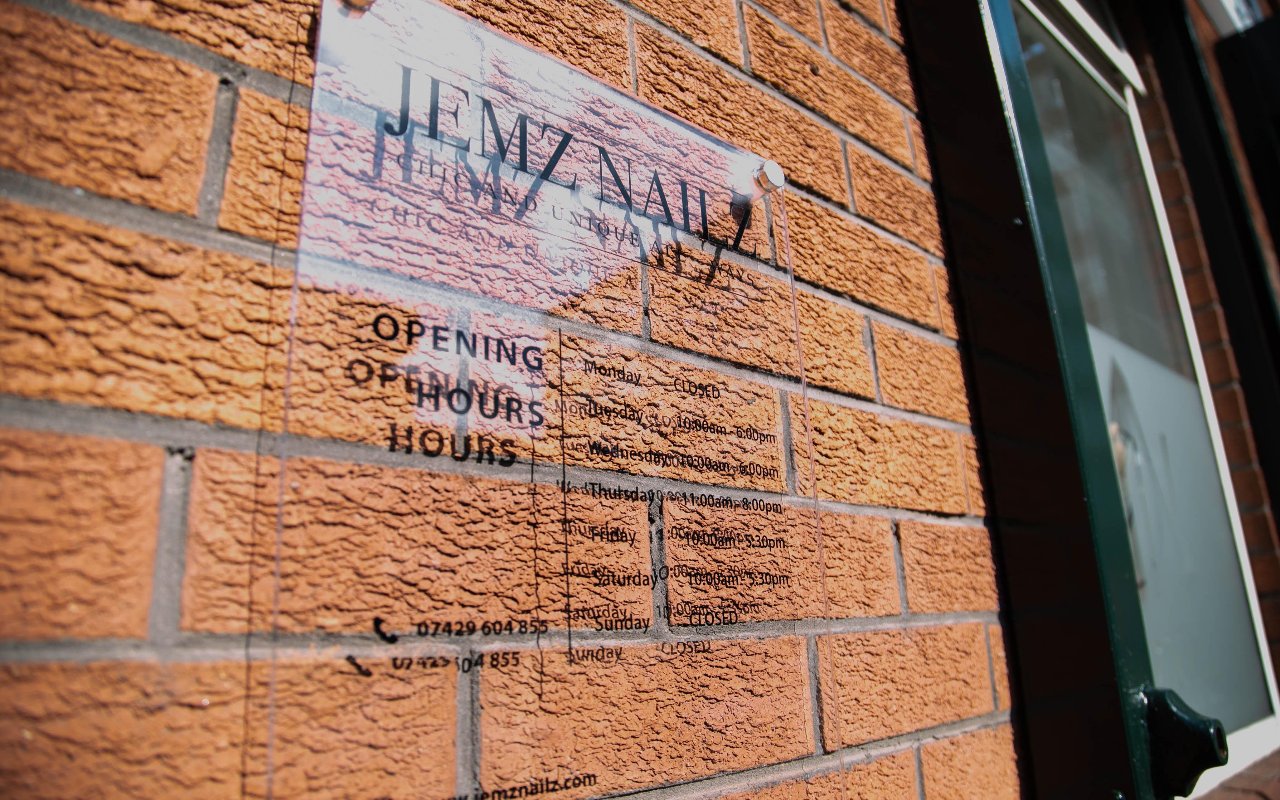 JEMZ NAILZ
CHIC AND UNIQUE
OPENING
HOURS
Monday CLOSED
Tuesday 10:00am - 6:00pm
Wednesday 10:00am - 6:00pm
Thursday 11:00am - 8:00pm
Friday 10:00am - 5:30pm
Saturday 10:00am - 5:30pm
Sunday CLOSED
07429 604 855
jemznailz.com